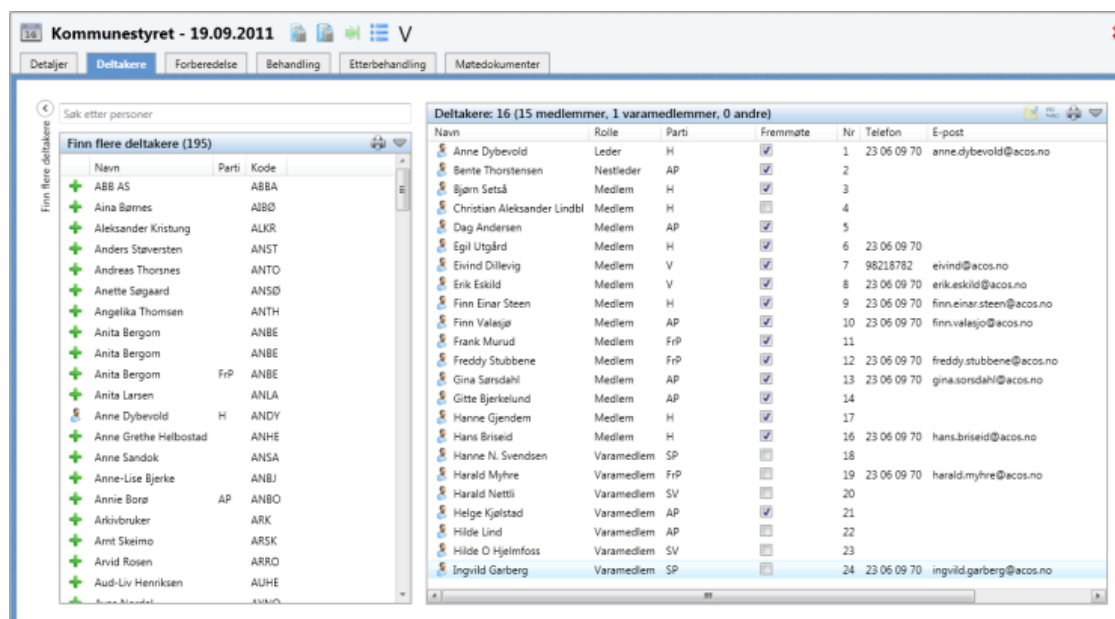 Kommunestyret - 19.09.2011 V
Detaljer Deltakere Forberedelse Behandling Etterbehandling Møtedokumenter
Finn flere deltakere
Søk etter personer
Finn flere deltakere (195)
Navn Parti Kode
ABB AS ABBA
Aina Børnes AIBØ
Aleksander Kristung ALKR
Anders Støversten ANST
Andreas Thorsnes ANTO
Anette Søgaard ANSØ
Angelika Thomsen ANTH
Anita Bergom ANBE
Anita Bergom ANBE
Anita Bergom FrP ANBE
Anita Larsen ANLA
Anne Dybevold H ANDY
Anne Grethe Helbostad ANHE
Anne Sandok ANSA
Anne-Lise Bjerke ANBJ
Annie Borø AP ANBO
Arkivbruker ARK
Arnt Skeimo ARSK
Arvid Rosen ARRO
Aud-Liv Henriksen AUHE
Deltakere: 16 (15 medlemmer, 1 varamedlemmer, 0 andre)
Navn Rolle Parti Fremmøte Nr Telefon E-post
Anne Dybevold Leder H 1 23 06 09 70 anne.dybevold@acos.no
Bente Thorstensen Nestleder AP 2
Bjørn Setså Medlem H 3
Christian Aleksander Lindbl Medlem H 4
Dag Andersen Medlem AP 5
Egil Utgård Medlem H 6 23 06 09 70
Eivind Dillevig Medlem V 7 98218782 eivind@acos.no
Erik Eskild Medlem V 8 23 06 09 70 erik.eskild@acos.no
Finn Einar Steen Medlem H 9 23 06 09 70 finn.einar.steen@acos.no
Finn Valasjø Medlem AP 10 23 06 09 70 finn.valasjo@acos.no
Frank Murud Medlem FrP 11
Freddy Stubbene Medlem FrP 12 23 06 09 70 freddy.stubbene@acos.no
Gina Sørsdahl Medlem AP 13 23 06 09 70 gina.sorsdahl@acos.no
Gitte Bjerkelund Medlem AP 14
Hanne Gjendem Medlem H 17
Hans Briseid Medlem H 16 23 06 09 70 hans.briseid@acos.no
Hanne N. Svendsen Varamedlem SP 18
Harald Myhre Varamedlem FrP 19 23 06 09 70 harald.myhre@acos.no
Harald Nettli Varamedlem SV 20
Helge Kjølstad Varamedlem AP 21
Hilde Lind Varamedlem AP 22
Hilde O Hjelmfoss Varamedlem SV 23
Ingvild Garberg Varamedlem SP 24 23 06 09 70 ingvild.garberg@acos.no